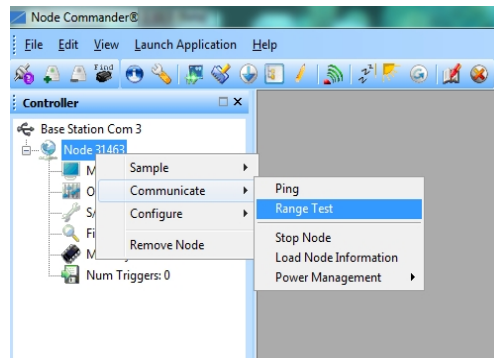 Node Commander®
File Edit View Launch Application Help
Find
Controller
Base Station Com 3
Node 31463
Sample
Communicate
Configure
Remove Node
Ping
Range Test
Stop Node
Load Node Information
Power Management
Num Triggers: 0